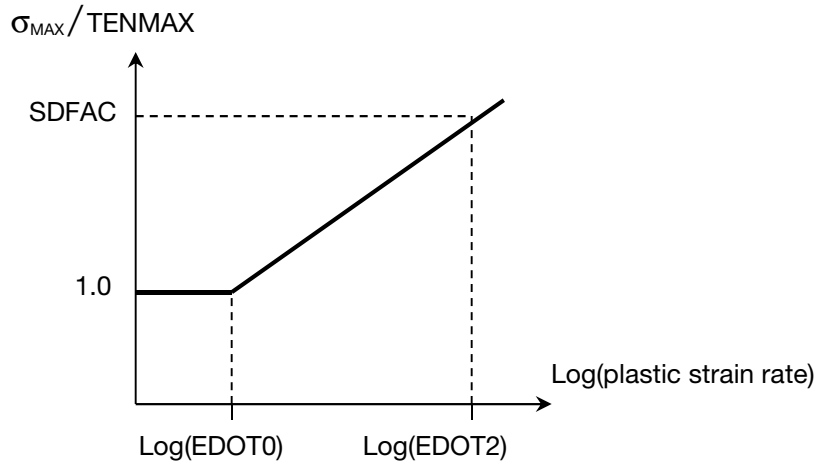 σMAX / TENMAX
SDFAC
1.0
Log(plastic strain rate)
Log(EDOT0)
Log(EDOT2)